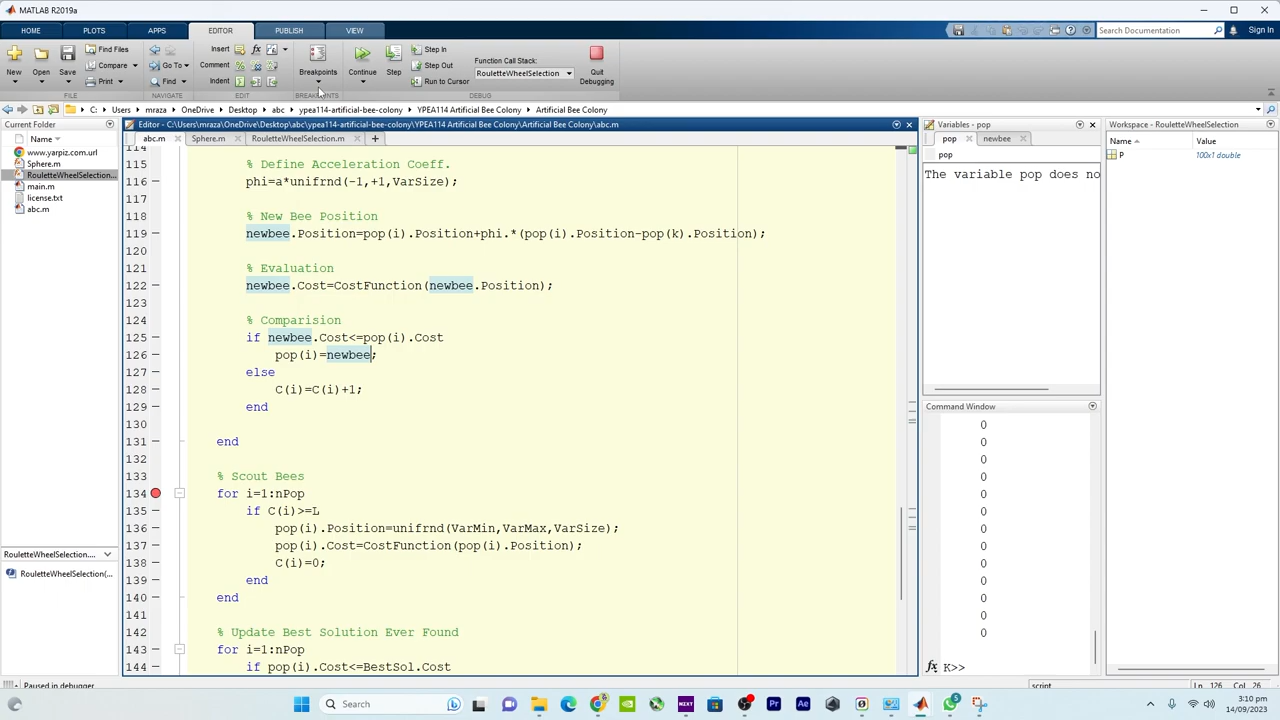 MATLAB R2019a
HOME
PLOTS
APPS
EDITOR
PUBLISH
VIEW
Search Documentation
Sign In
New
Open
Save
Find Files
Compare
Print
Go To
Find
Insert
Comment
Indent
Breakpoints
Continue
Step
Step In
Step Out
Run to Cursor
Function Call Stack:
RouletteWheelSelection
Quit
Debugging
FILE
NAVIGATE
EDIT
BREAKPOINTS
DEBUG
C: Users mraza OneDrive Desktop abc ypea114-artificial-bee-colony YPEA114 Artificial Bee Colony Artificial Bee Colony
Current Folder
Name
www.yarpiz.com.url
Sphere.m
RouletteWheelSelection...
main.m
license.txt
abc.m
RouletteWheelSelection....
RouletteWheelSelection(...
Editor - C:\Users\mraza\OneDrive\Desktop\abc\ypea114-artificial-bee-colony\YPEA114 Artificial Bee Colony\Artificial Bee Colony\abc.m
abc.m
Sphere.m
RouletteWheelSelection.m
114
115 % Define Acceleration Coeff.
116 phi=a*unifrnd(-1,+1,VarSize);
117
118 % New Bee Position
119 newbee.Position=pop(i).Position+phi.*(pop(i).Position-pop(k).Position);
120
121 % Evaluation
122 newbee.Cost=CostFunction(newbee.Position);
123
124 % Comparision
125 if newbee.Cost<=pop(i).Cost
126 pop(i)=newbee;
127 else
128 C(i)=C(i)+1;
129 end
130
131 end
132
133 % Scout Bees
134 for i=1:nPop
135 if C(i)>=L
136 pop(i).Position=unifrnd(VarMin,VarMax,VarSize);
137 pop(i).Cost=CostFunction(pop(i).Position);
138 C(i)=0;
139 end
140 end
141
142 % Update Best Solution Ever Found
143 for i=1:nPop
144 if pop(i).Cost<=BestSol.Cost
Variables - pop
pop
newbee
pop
The variable pop does no
Command Window
0
0
0
0
0
0
0
0
0
0
0
0
0
fx K>>
Workspace - RouletteWheelSelection
Name
Value
P
100x1 double
Paused in debugger
script
Ln 126 Col 26
Search
3:10 pm
14/09/2023